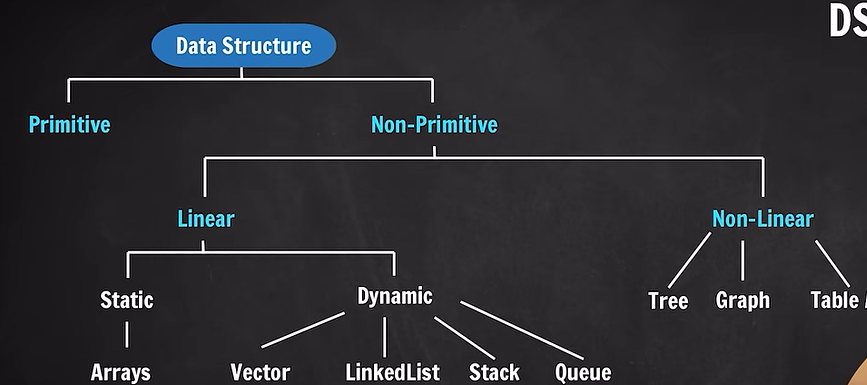 DS
Data Structure
Primitive
Non-Primitive
Linear
Non-Linear
Static
Dynamic
Tree
Graph
Table
Arrays
Vector
LinkedList
Stack
Queue